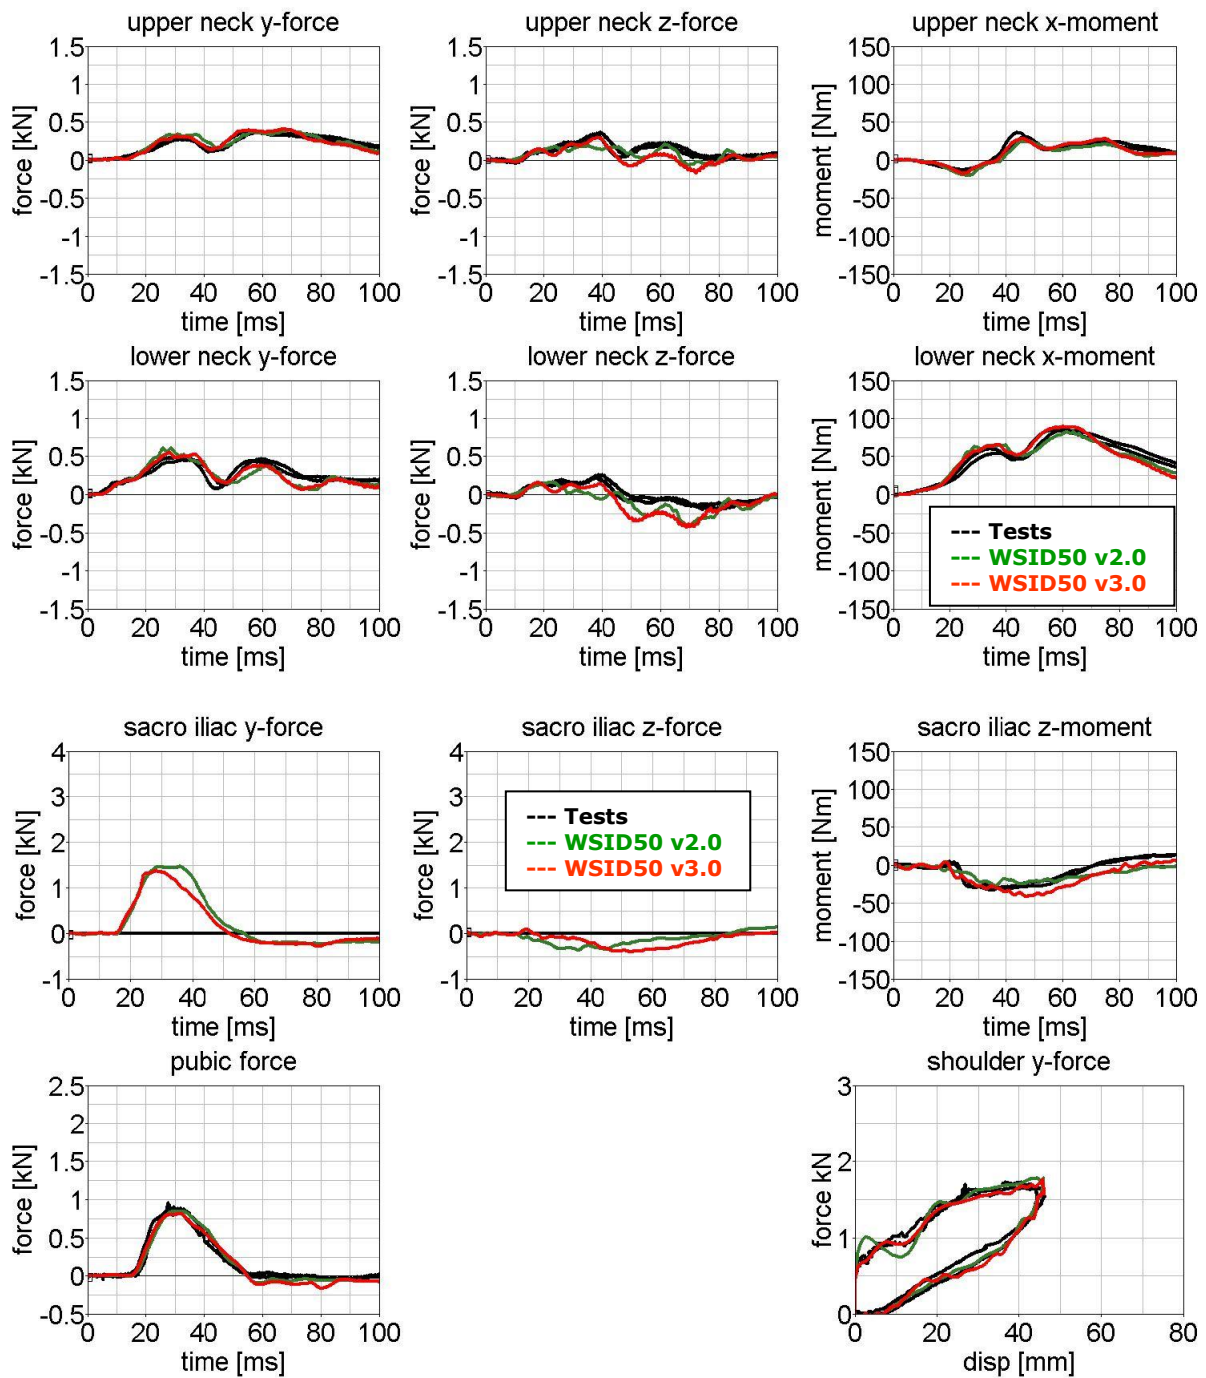 upper neck y-force
upper neck z-force
upper neck x-moment
force [kN]
1.5
1
0.5
0
-0.5
-1
-1.5
0 20 40 60 80 100
time [ms]
force [kN]
1.5
1
0.5
0
-0.5
-1
-1.5
0 20 40 60 80 100
time [ms]
moment [Nm]
150
100
50
0
-50
-100
-150
0 20 40 60 80 100
time [ms]
lower neck y-force
lower neck z-force
lower neck x-moment
force [kN]
1.5
1
0.5
0
-0.5
-1
-1.5
0 20 40 60 80 100
time [ms]
force [kN]
1.5
1
0.5
0
-0.5
-1
-1.5
0 20 40 60 80 100
time [ms]
moment [Nm]
150
100
50
0
-50
-100
-150
0 20 40 60 80 100
time [ms]
--- Tests
--- WSID50 v2.0
--- WSID50 v3.0
sacro iliac y-force
sacro iliac z-force
sacro iliac z-moment
force [kN]
4
3
2
1
0
-1
0 20 40 60 80 100
time [ms]
force [kN]
4
3
2
1
0
-1
0 20 40 60 80 100
time [ms]
--- Tests
--- WSID50 v2.0
--- WSID50 v3.0
moment [Nm]
150
100
50
0
-50
-100
-150
0 20 40 60 80 100
time [ms]
pubic force
shoulder y-force
force [kN]
2.5
2
1.5
1
0.5
0
-0.5
0 20 40 60 80 100
time [ms]
force kN
3
2
1
0
0 20 40 60 80
disp [mm]